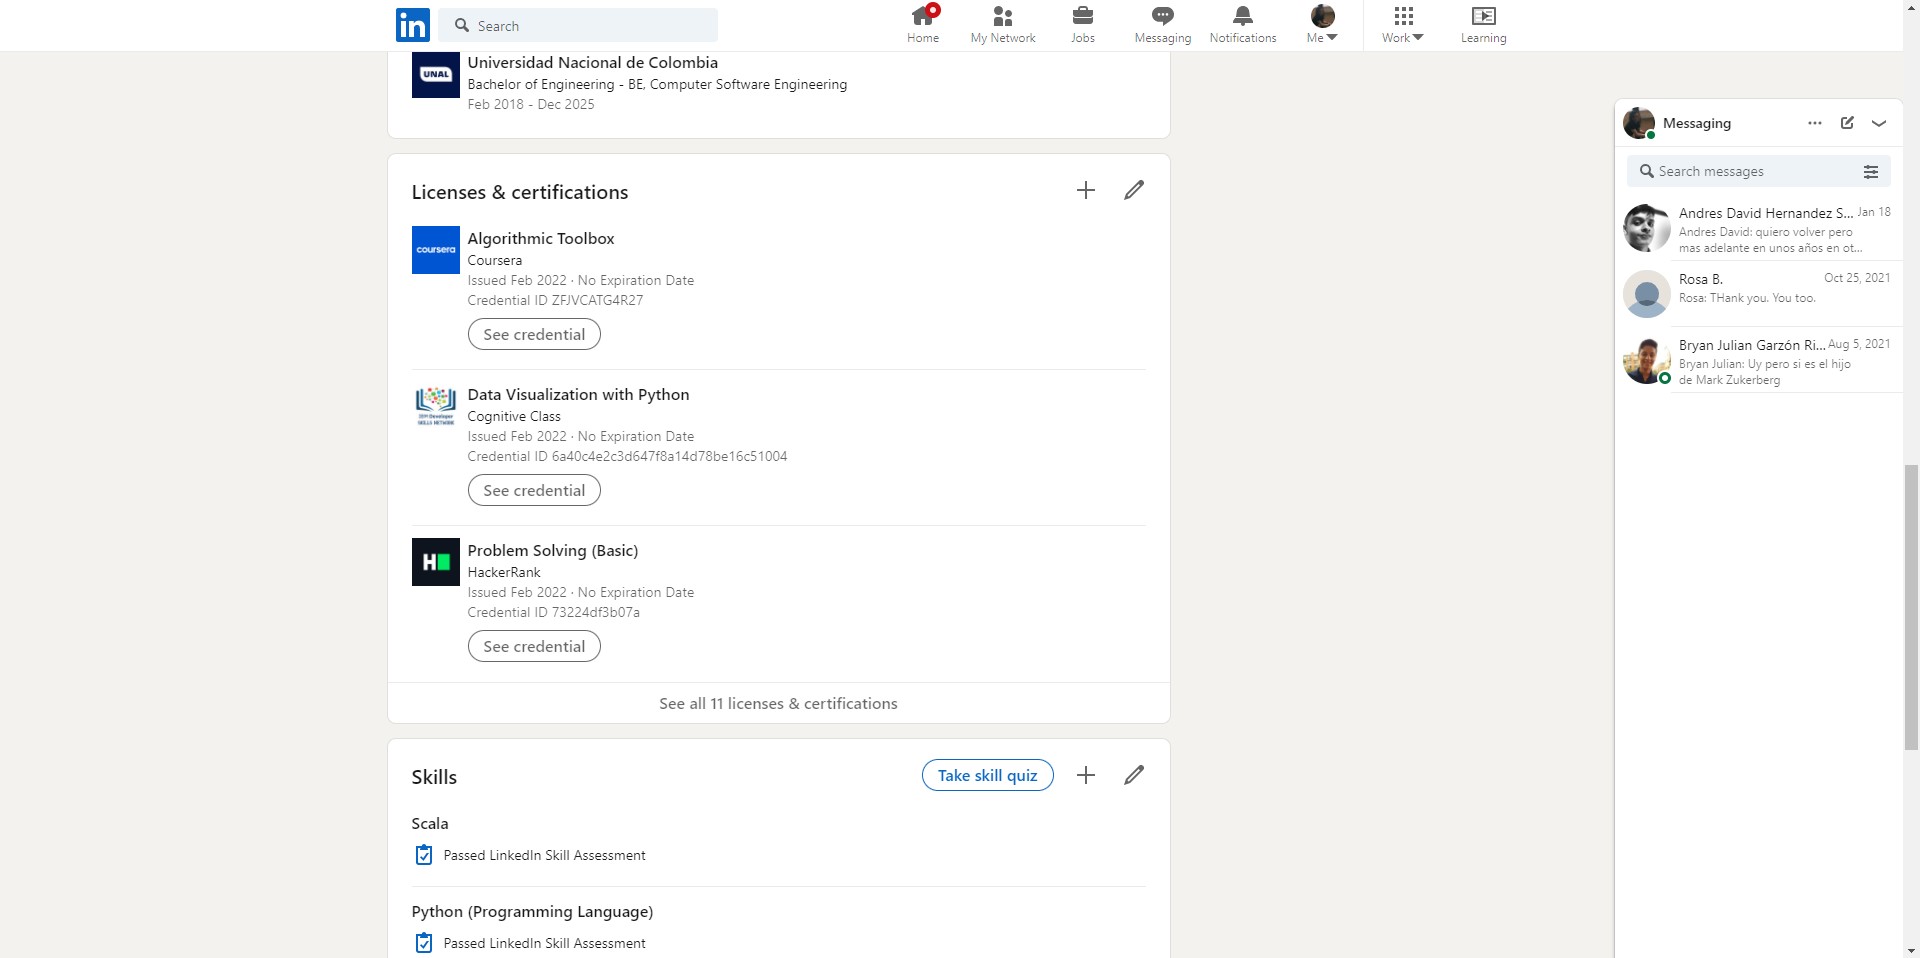 in
Search
Home
My Network
Jobs
Messaging
Notifications
Me
Work
Learning
UNAL
Universidad Nacional de Colombia
Bachelor of Engineering - BE, Computer Software Engineering
Feb 2018 - Dec 2025
Licenses & certifications
coursera
Algorithmic Toolbox
Coursera
Issued Feb 2022 · No Expiration Date
Credential ID ZFJVCATG4R27
See credential
Data Visualization with Python
Cognitive Class
Issued Feb 2022 · No Expiration Date
Credential ID 6a40c4e2c3d647f8a14d78be16c51004
See credential
H
Problem Solving (Basic)
HackerRank
Issued Feb 2022 · No Expiration Date
Credential ID 73224df3b07a
See credential
See all 11 licenses & certifications
Skills
Take skill quiz
Scala
Passed LinkedIn Skill Assessment
Python (Programming Language)
Passed LinkedIn Skill Assessment
Messaging
Search messages
Andres David Hernandez S... Jan 18
Andres David: quiero volver pero
mas adelante en unos años en ot...
Rosa B. Oct 25, 2021
Rosa: THank you. You too.
Bryan Julian Garzón Ri... Aug 5, 2021
Bryan Julian: Uy pero si es el hijo
de Mark Zukerberg